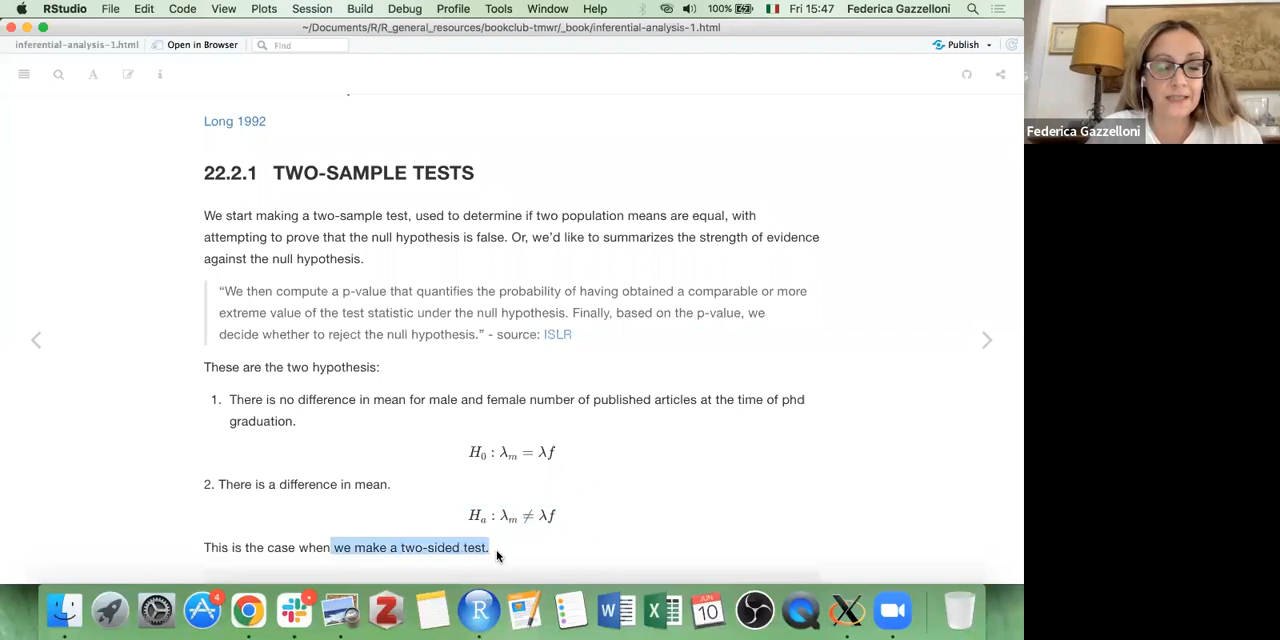 RStudio File Edit Code View Plots Session Build Debug Profile Tools Window Help 100% Fri 15:47 Federica Gazzelloni
~/Documents/R/R_general_resources/bookclub-tmwr/_book/inferential-analysis-1.html
inferential-analysis-1.html Open in Browser Find Publish
A i
Federica Gazzelloni
Long 1992
22.2.1 TWO-SAMPLE TESTS
We start making a two-sample test, used to determine if two population means are equal, with
attempting to prove that the null hypothesis is false. Or, we'd like to summarizes the strength of evidence
against the null hypothesis.
“We then compute a p-value that quantifies the probability of having obtained a comparable or more
extreme value of the test statistic under the null hypothesis. Finally, based on the p-value, we
decide whether to reject the null hypothesis.” - source: ISLR
These are the two hypothesis:
1. There is no difference in mean for male and female number of published articles at the time of phd
graduation.
H₀ : λₘ = λf
2. There is a difference in mean.
Hₐ : λₘ ≠ λf
This is the case when we make a two-sided test.
4 Z R W X JUN 10 X